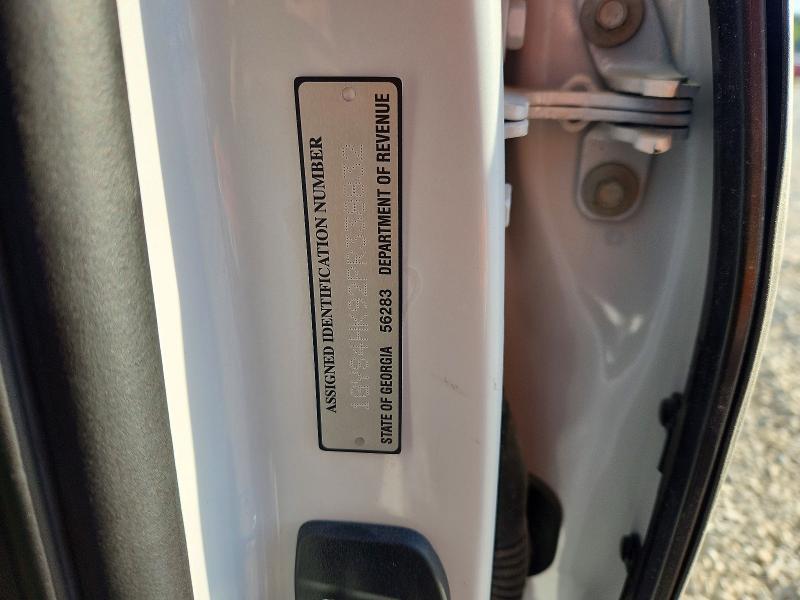 ASSIGNED IDENTIFICATION NUMBER
STATE OF GEORGIA 56283 DEPARTMENT OF REVENUE